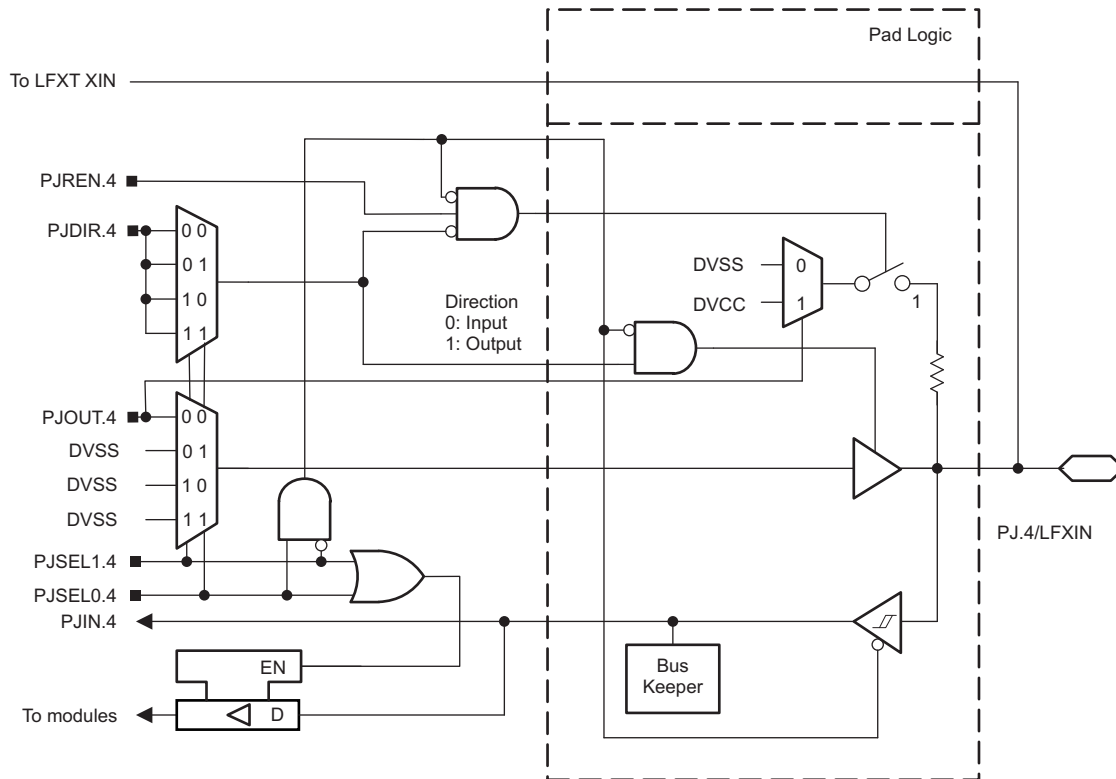 Pad Logic
To LFXT XIN
PJREN.4
PJDIR.4
0 0
0 1
1 0
1 1
DVSS
0
DVCC
1
1
Direction
0: Input
1: Output
PJOUT.4
0 0
DVSS
0 1
DVSS
1 0
DVSS
1 1
PJ.4/LFXIN
PJSEL1.4
PJSEL0.4
PJIN.4
EN
Bus
Keeper
D
To modules